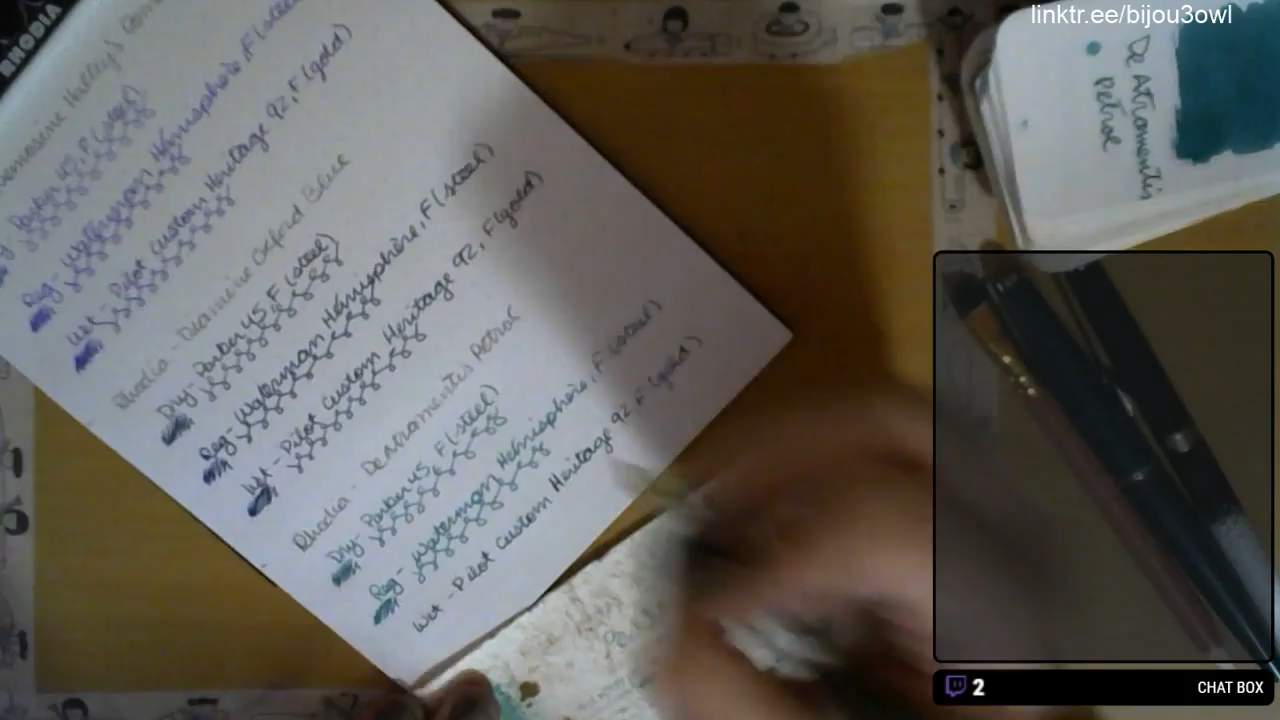 linktr.ee/bijou3owl
RHODIA
Halley's
Parker 45, F (steel)
Reg - Waterman Hémisphère, F (steel
Wet - Pilot Custom Heritage 92, F (gold)
Rhodia - Diamine Oxford Blue
Dry - Parker 45 F (steel)
Reg - Waterman Hémisphère, F (steel)
Wet - Pilot Custom Heritage 92, F (gold)
Rhodia - De Atramentis Petrol
Dry - Parker 45 F (steel)
Reg - Waterman Hémisphère, F (steel)
Wet - Pilot Custom Heritage 92, F (gold)
De Atramentis
Petrol
2
CHAT BOX